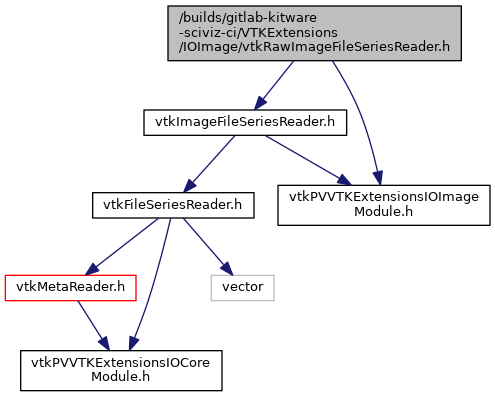 /builds/gitlab-kitware
-sciviz-ci/VTKExtensions
/IOImage/vtkRawImageFileSeriesReader.h
vtkImageFileSeriesReader.h
vtkPVVTKExtensionsIOImage
Module.h
vtkFileSeriesReader.h
vtkMetaReader.h
vector
vtkPVVTKExtensionsIOCore
Module.h